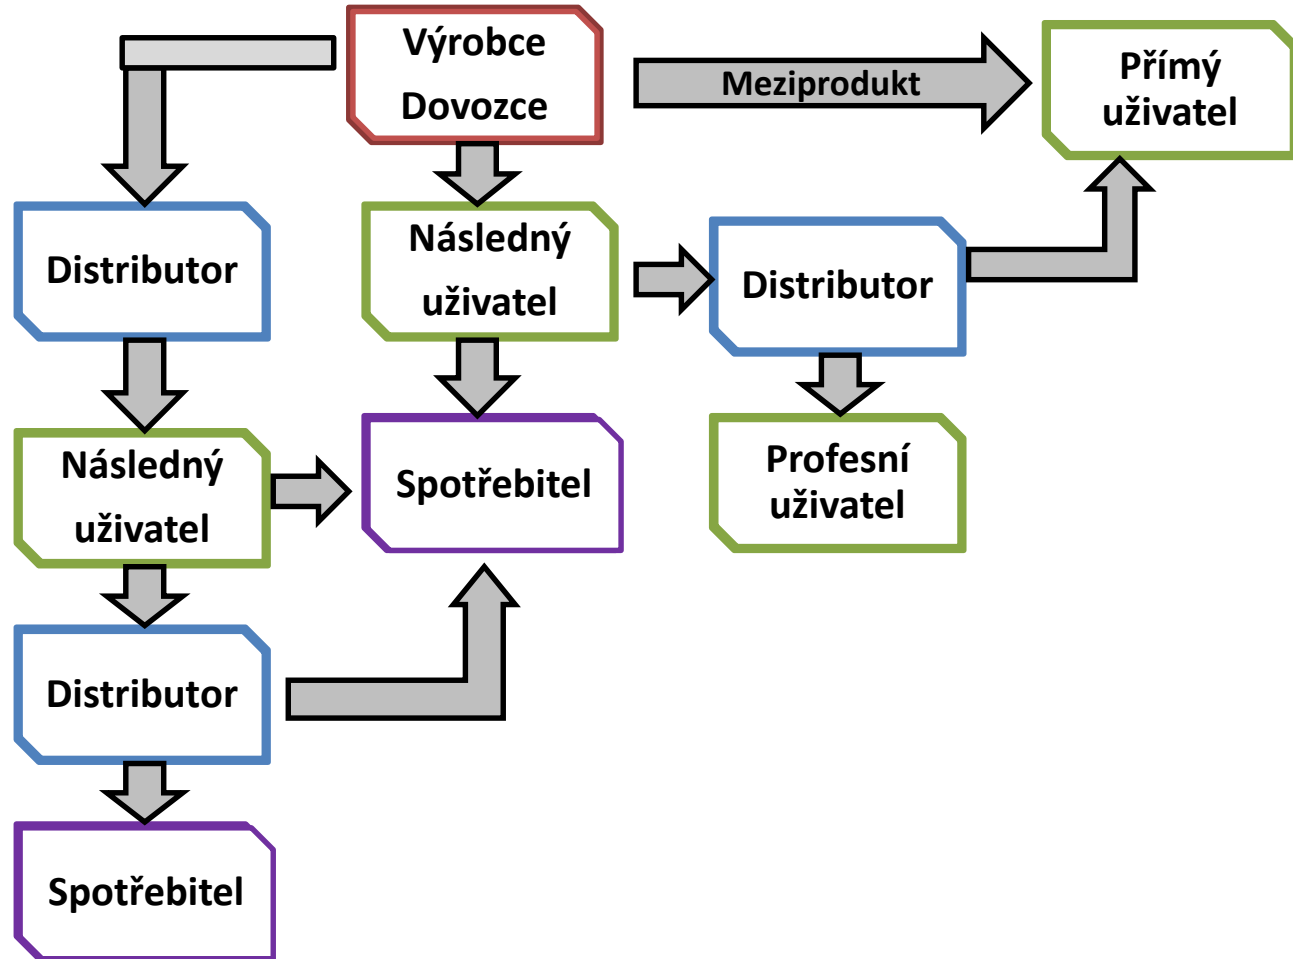 Výrobce
Dovozce
Meziprodukt
Přímý
uživatel
Distributor
Následný
uživatel
Distributor
Následný
uživatel
Spotřebitel
Profesní
uživatel
Distributor
Spotřebitel